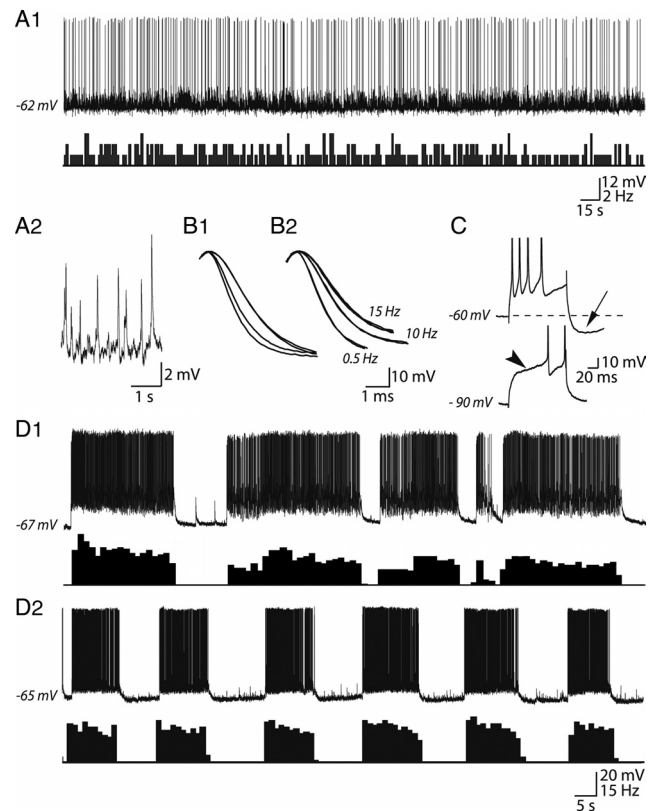 A1
-62 mV
12 mV
2 Hz
15 s
A2
B1
B2
C
15 Hz
10 Hz
0.5 Hz
-60 mV
10 mV
20 ms
2 mV
1 s
10 mV
1 ms
- 90 mV
D1
-67 mV
D2
-65 mV
20 mV
15 Hz
5 s